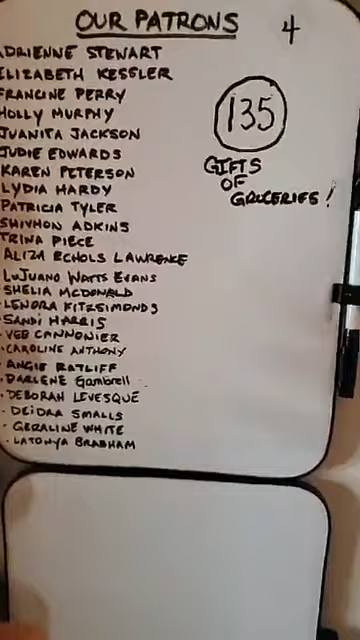 OUR PATRONS
4
ADRIENNE STEWART
ELIZABETH KESSLER
FRANCINE PERRY
HOLLY MURPHY
JUANITA JACKSON
JUDIE EDWARDS
KAREN PETERSON
LYDIA HARDY
PATRICIA TYLER
SHIVHON ADKINS
TRINA PIECE
ALIZA ECHOLS LAWRENCE
LUJUANO WATTS EVANS
SHELIA MCDONALD
LENORA FITZSIMONDS
SANDI HARRIS
VEE CANNONIER
CAROLINE ANTHONY
ANGIE RATLIFF
DARLENE Gambrell
DEBORAH LEVESQUE
DEIDRA SMALLS
GERALINE WHITE
LATONYA BRABHAM
135
GIFTS
OF
GROCERIES!